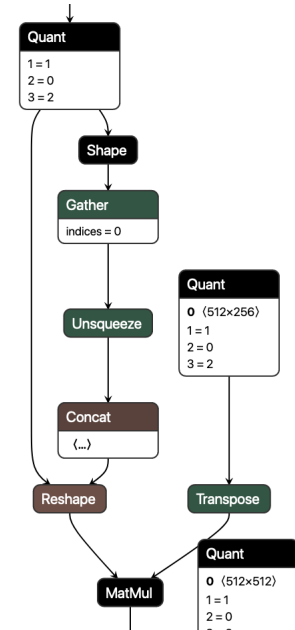 Quant
1 = 1
2 = 0
3 = 2
Shape
Gather
indices = 0
Unsqueeze
Quant
0 〈512×256〉
1 = 1
2 = 0
3 = 2
Concat
〈...〉
Reshape
Transpose
MatMul
Quant
0 〈512×512〉
1 = 1
2 = 0